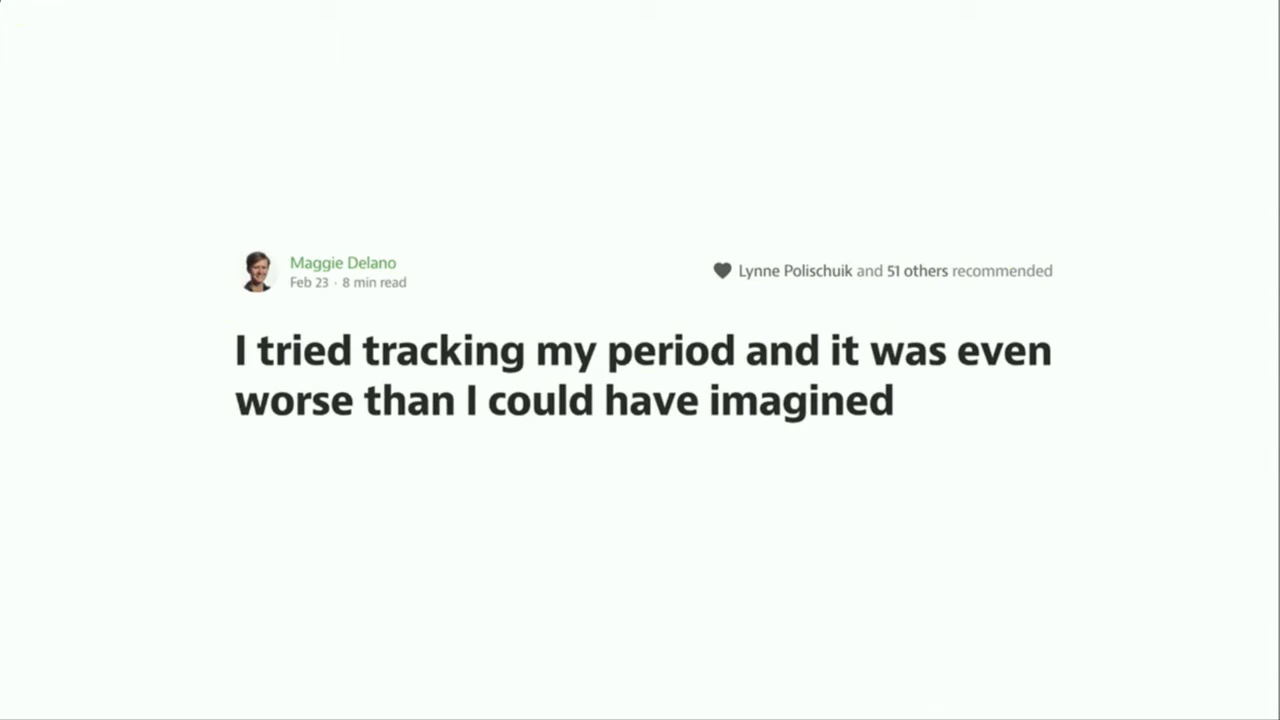 Maggie Delano
Feb 23 · 8 min read
Lynne Polischuik and 51 others recommended
I tried tracking my period and it was even
worse than I could have imagined